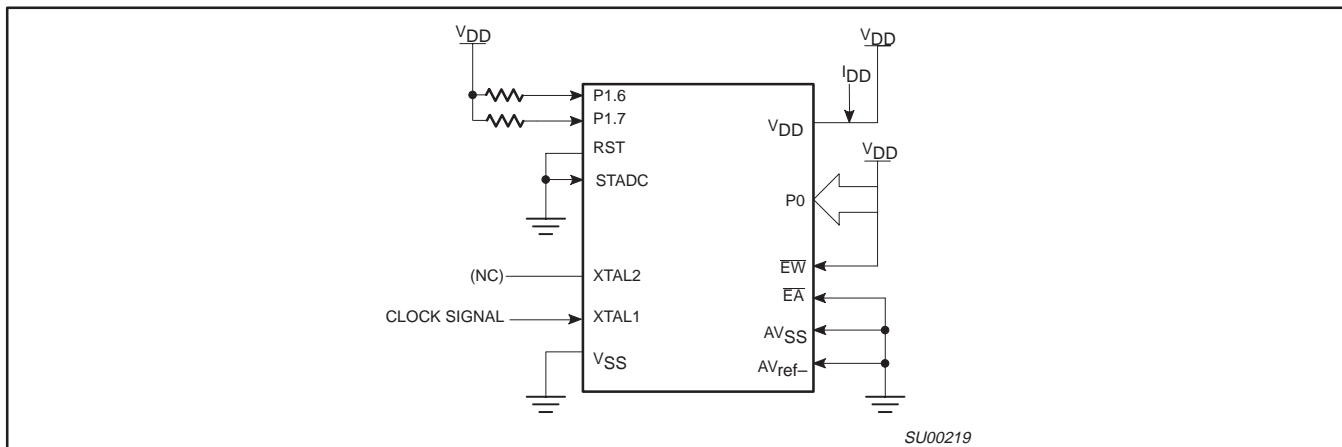 VDD
P1.6
P1.7
RST
STADC
(NC)
XTAL2
CLOCK SIGNAL
XTAL1
VSS
VDD
IDD
VDD
VDD
P0
EW
EA
AVSS
AVref–
SU00219